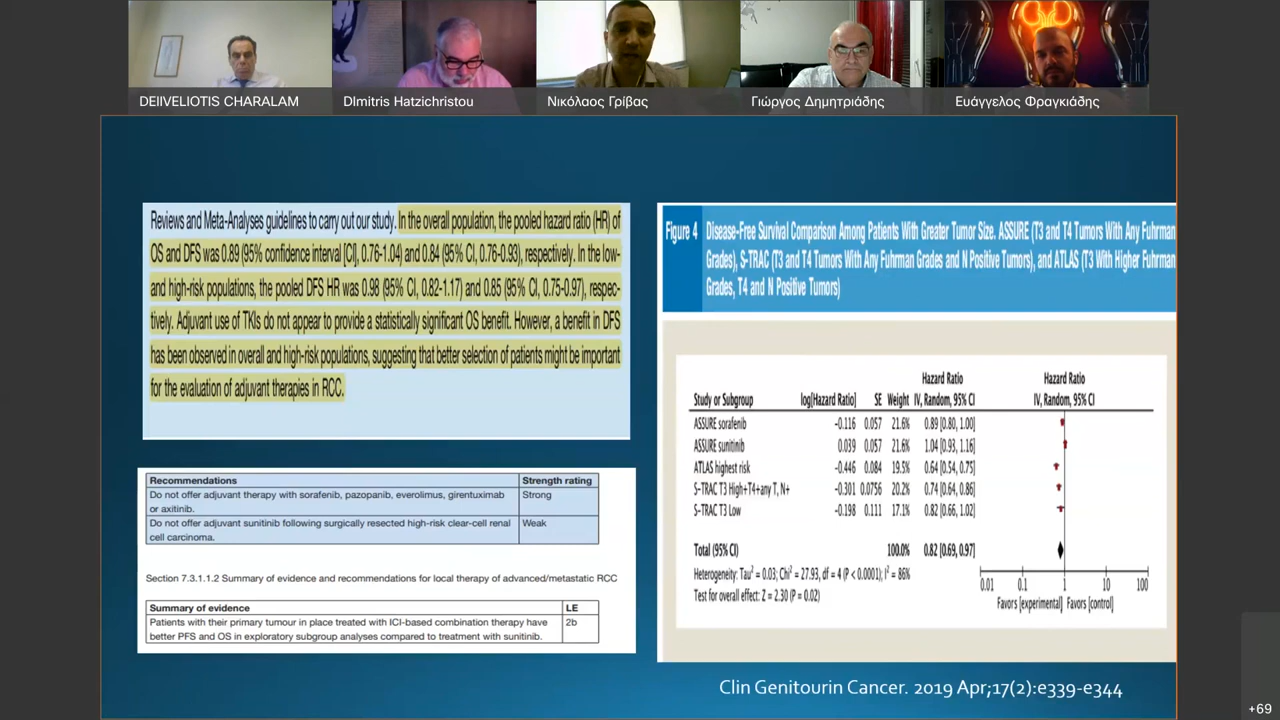 DEIIVELIOTIS CHARALAM
DImitris Hatzichristou
Νικόλαος Γρίβας
Γιώργος Δημητριάδης
Ευάγγελος Φραγκιάδης
Reviews and Meta-Analyses guidelines to carry out our study. In the overall population, the pooled hazard ratio (HR) of
OS and DFS was 0.89 (95% confidence interval [CI], 0.76-1.04) and 0.84 (95% CI, 0.76-0.93), respectively. In the low-
and high-risk populations, the pooled DFS HR was 0.98 (95% CI, 0.82-1.17) and 0.85 (95% CI, 0.75-0.97), respec-
tively. Adjuvant use of TKIs do not appear to provide a statistically significant OS benefit. However, a benefit in DFS
has been observed in overall and high-risk populations, suggesting that better selection of patients might be important
for the evaluation of adjuvant therapies in RCC.
Recommendations Strength rating
Do not offer adjuvant therapy with sorafenib, pazopanib, everolimus, girentuximab Strong
or axitinib.
Do not offer adjuvant sunitinib following surgically resected high-risk clear-cell renal Weak
cell carcinoma.
Section 7.3.1.1.2 Summary of evidence and recommendations for local therapy of advanced/metastatic RCC
Summary of evidence LE
Patients with their primary tumour in place treated with ICI-based combination therapy have 2b
better PFS and OS in exploratory subgroup analyses compared to treatment with sunitinib.
Figure 4 Disease-Free Survival Comparison Among Patients With Greater Tumor Size. ASSURE (T3 and T4 Tumors With Any Fuhrman
Grades), S-TRAC (T3 and T4 Tumors With Any Fuhrman Grades and N Positive Tumors), and ATLAS (T3 With Higher Fuhrman
Grades, T4 and N Positive Tumors)
Hazard Ratio Hazard Ratio
Study or Subgroup log[Hazard Ratio] SE Weight IV, Random, 95% CI IV, Random, 95% CI
ASSURE sorafenib −0.116 0.057 21.6% 0.89 [0.80, 1.00]
ASSURE sunitinib 0.039 0.057 21.6% 1.04 [0.93, 1.16]
ATLAS highest risk −0.446 0.084 19.5% 0.64 [0.54, 0.75]
S-TRAC T3 High+T4+any T, N+ −0.301 0.0756 20.2% 0.74 [0.64, 0.86]
S-TRAC T3 Low −0.198 0.111 17.1% 0.82 [0.66, 1.02]
Total (95% CI) 100.0% 0.82 [0.69, 0.97]
Heterogeneity: Tau² = 0.03; Chi² = 27.93, df = 4 (P < 0.0001); I² = 86%
Test for overall effect: Z = 2.30 (P = 0.02)
0.01 0.1 1 10 100
Favors [experimental] Favors [control]
Clin Genitourin Cancer. 2019 Apr;17(2):e339-e344
+69